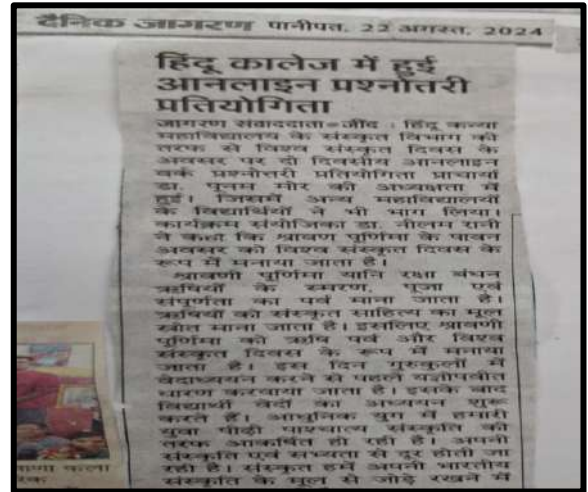 दैनिक जागरण पानीपत, 22 अगस्त, 2024
हिंदू कालेज में हुई
आनलाइन प्रश्नोत्तरी
प्रतियोगिता
जागरण संवाददाता॰जींद : हिंदू कन्या
महाविद्यालय के संस्कृत विभाग की
तरफ से विश्व संस्कृत दिवस के
अवसर पर दो दिवसीय आनलाइन
वर्क प्रश्नोत्तरी प्रतियोगिता प्राचार्या
डा. पूनम मोर की अध्यक्षता में
हुई। जिसमें अन्य महाविद्यालयों
के विद्यार्थियों ने भी भाग लिया।
कार्यक्रम संयोजिका डा. नीलम रानी
ने कहा कि श्रावण पूर्णिमा के पावन
अवसर को विश्व संस्कृत दिवस के
रूप में मनाया जाता है।
श्रावणी पूर्णिमा यानि रक्षा बंधन
ऋषियों के स्मरण, पूजा एवं
संपूर्णता का पर्व माना जाता है।
ऋषियों को संस्कृत साहित्य का मूल
स्रोत माना जाता है। इसलिए श्रावणी
पूर्णिमा को ऋषि पर्व और विश्व
संस्कृत दिवस के रूप में मनाया
जाता है। इस दिन गुरुकुलों में
वेदाध्ययन करने से पहले यज्ञोपवीत
धारण करवाया जाता है। इसके बाद
विद्यार्थी वेदों का अध्ययन शुरू
करते हैं। आधुनिक युग में हमारी
युवा पीढ़ी पाश्चात्य संस्कृति की
तरफ आकर्षित हो रही है। अपनी
संस्कृति एवं सभ्यता से दूर होती जा
रही है। संस्कृत हमें अपनी भारतीय
संस्कृति के मूल से जोड़े रखने में